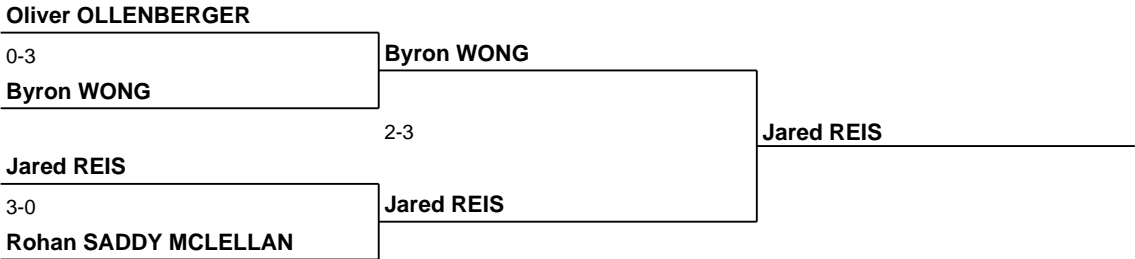 Oliver OLLENBERGER
0-3
Byron WONG
Byron WONG
2-3
Jared REIS
Jared REIS
3-0
Jared REIS
Rohan SADDY MCLELLAN